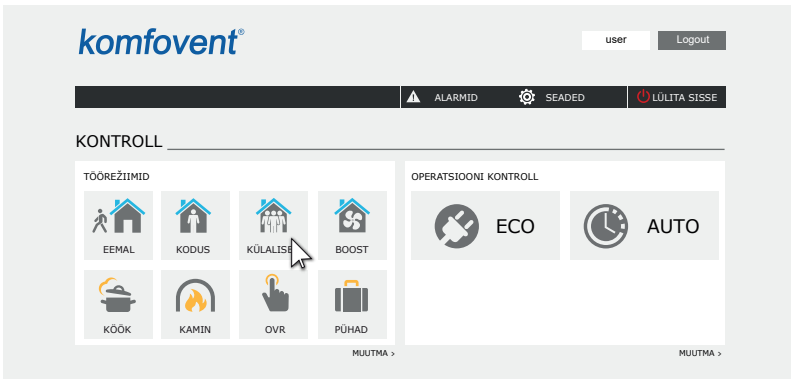 komfovent®
user Logout
ALARMID SEADED LÜLITA SISSE
KONTROLL
TÖÖREŽIIMID
EEMAL KODUS KÜLALISE BOOST
KÖÖK KAMIN OVR PÜHAD
MUUTMA >
OPERATSIOONI KONTROLL
ECO AUTO
MUUTMA >